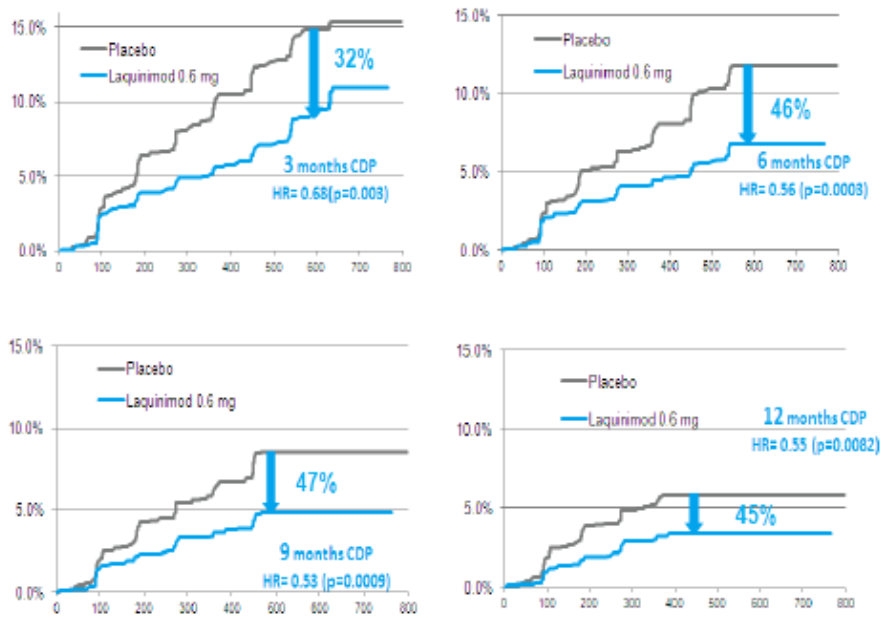 15.0%
10.0%
5.0%
0.0%
Placebo
Laquinimod 0.6 mg
32%
3 months CDP
HR= 0.68(p=0.003)
0 100 200 300 400 500 600 700 800
15.0%
10.0%
5.0%
0.0%
Placebo
Laquinimod 0.6 mg
46%
6 months CDP
HR= 0.56 (p=0.0003)
0 100 200 300 400 500 600 700 800
15.0%
10.0%
5.0%
0.0%
Placebo
Laquinimod 0.6 mg
47%
9 months CDP
HR= 0.53 (p=0.0009)
0 100 200 300 400 500 600 700 800
15.0%
10.0%
5.0%
0.0%
Placebo
Laquinimod 0.6 mg
12 months CDP
HR= 0.55 (p=0.0082)
45%
0 100 200 300 400 500 600 700 800